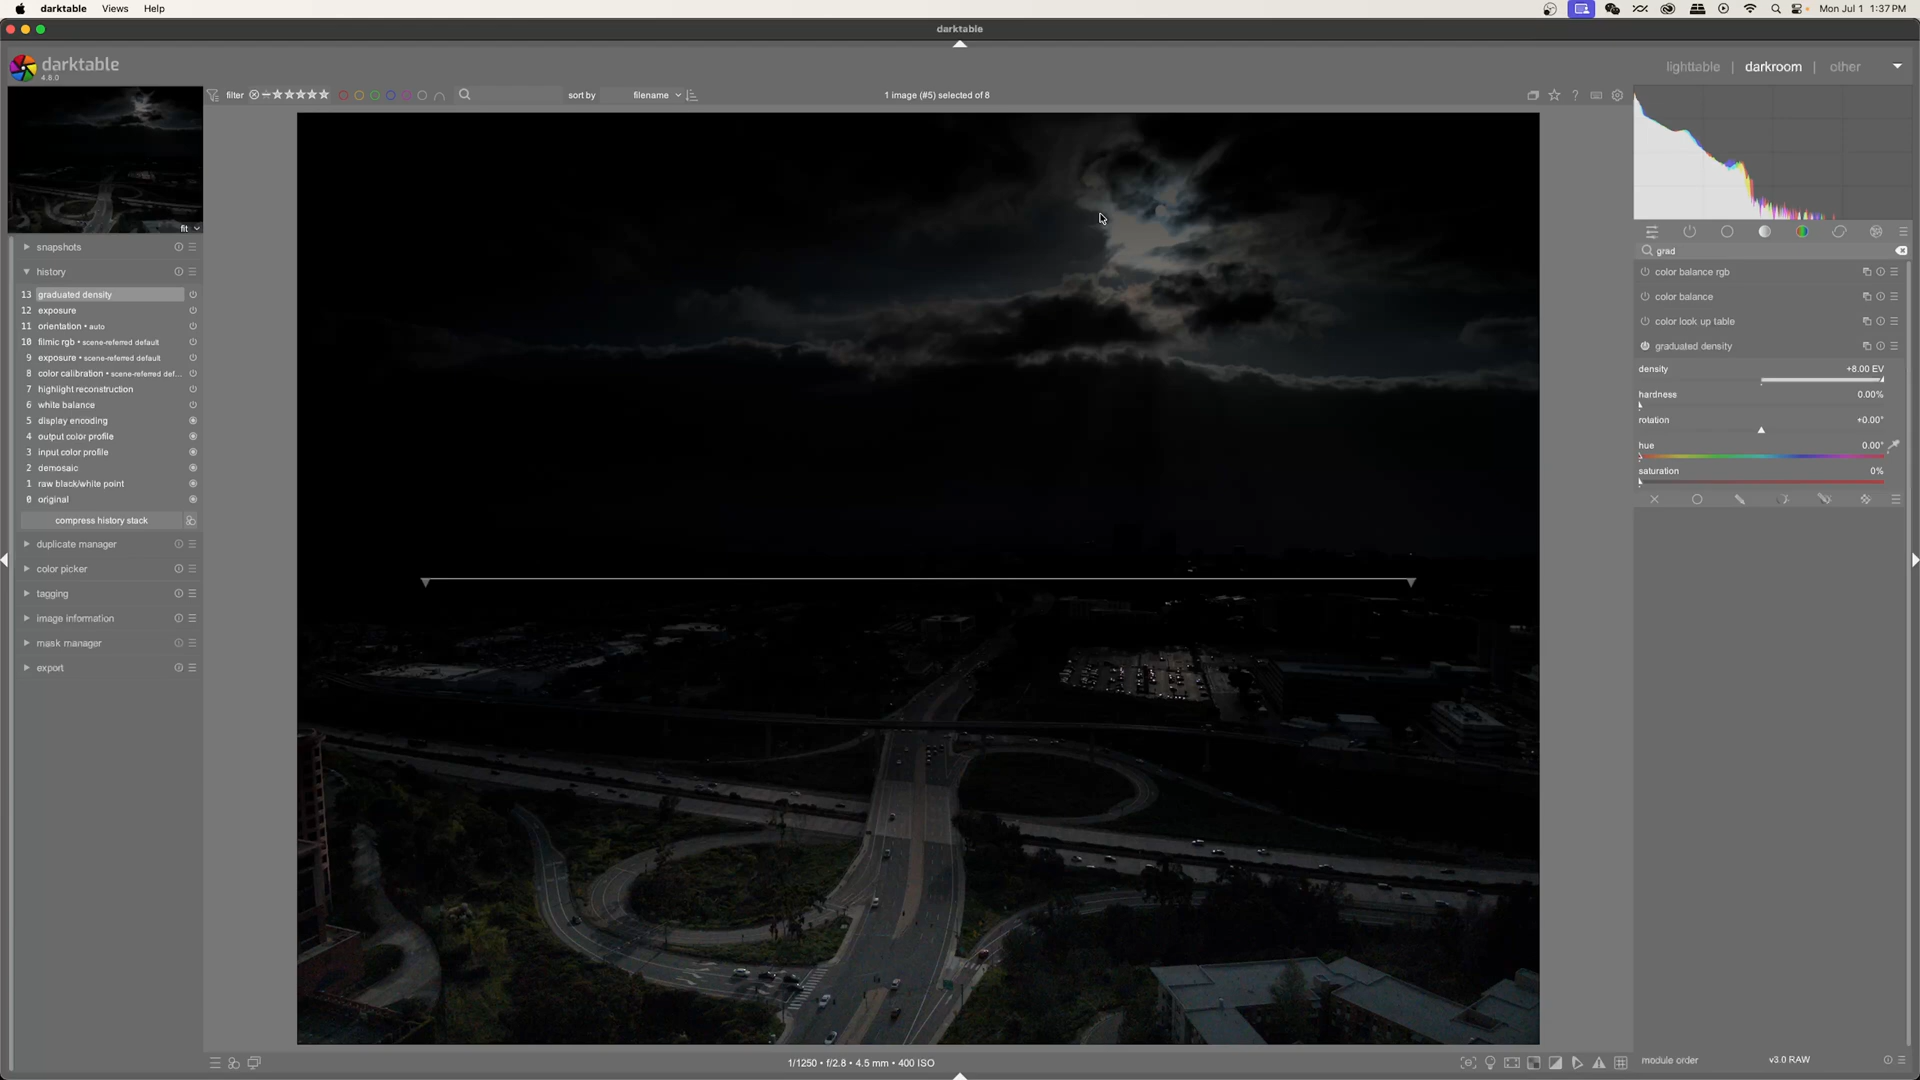 darktable Views Help
Mon Jul 1 1:37 PM
darktable
darktable
4.8.0
lighttable | darkroom | other
filter
sort by filename
1 image (#5) selected of 8
fit
snapshots
history
13 graduated density
12 exposure
11 orientation • auto
10 filmic rgb • scene-referred default
9 exposure • scene-referred default
8 color calibration • scene-referred def...
7 highlight reconstruction
6 white balance
5 display encoding
4 output color profile
3 input color profile
2 demosaic
1 raw black/white point
0 original
compress history stack
duplicate manager
color picker
tagging
image information
mask manager
export
grad
color balance rgb
color balance
color look up table
graduated density
density +8.00 EV
hardness 0.00%
rotation +0.00°
hue 0.00°
saturation 0%
1/1250 • f/2.8 • 4.5 mm • 400 ISO
module order v3.0 RAW